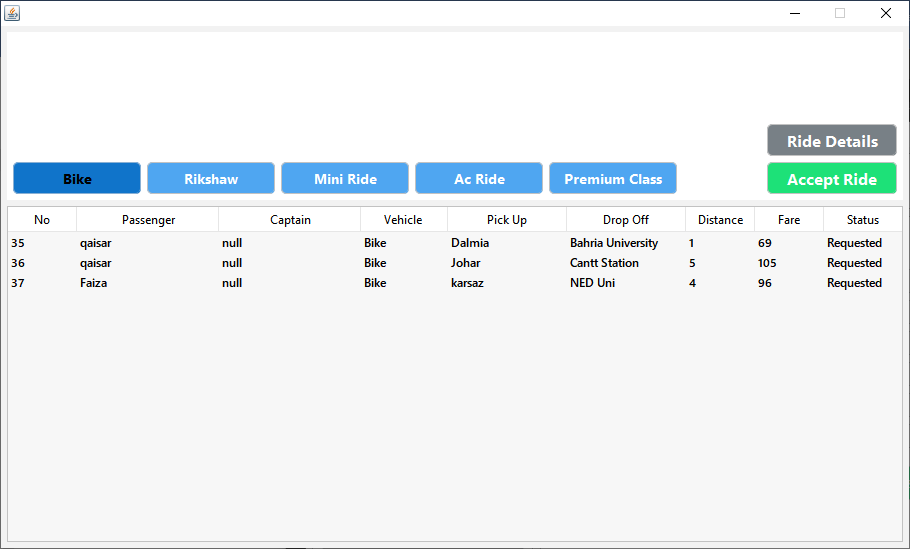 Ride Details
Bike Rikshaw Mini Ride Ac Ride Premium Class Accept Ride
No Passenger Captain Vehicle Pick Up Drop Off Distance Fare Status
35 qaisar null Bike Dalmia Bahria University 1 69 Requested
36 qaisar null Bike Johar Cantt Station 5 105 Requested
37 Faiza null Bike karsaz NED Uni 4 96 Requested